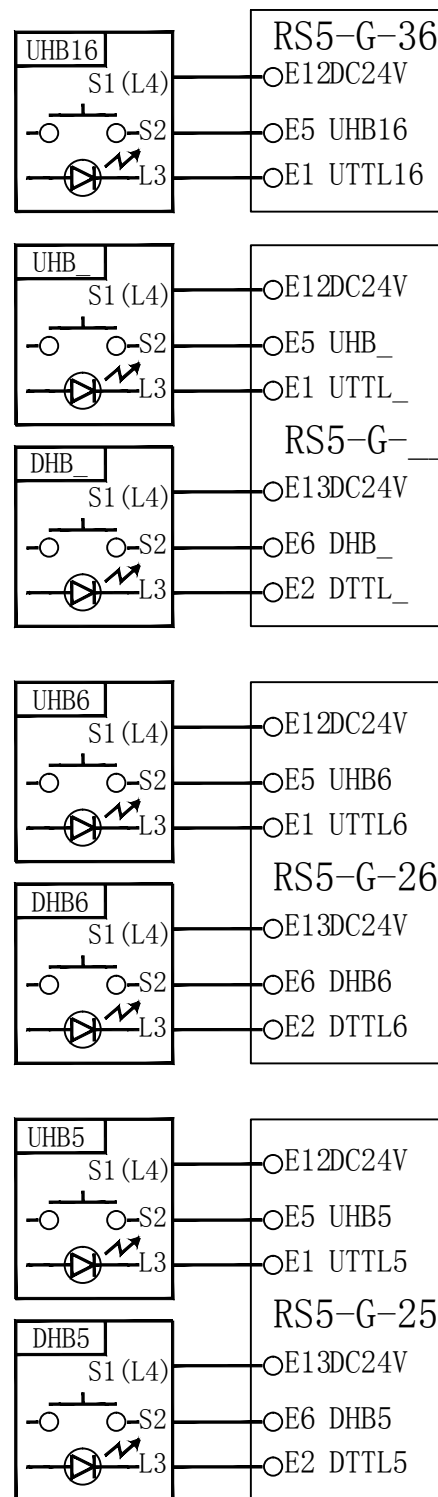 RS5-G-36
UHB16
S1(L4) E12DC24V
S2 E5 UHB16
L3 E1 UTTL16
UHB_
S1(L4) E12DC24V
S2 E5 UHB_
L3 E1 UTTL_
RS5-G-__
DHB_
S1(L4) E13DC24V
S2 E6 DHB_
L3 E2 DTTL_
UHB6
S1(L4) E12DC24V
S2 E5 UHB6
L3 E1 UTTL6
RS5-G-26
DHB6
S1(L4) E13DC24V
S2 E6 DHB6
L3 E2 DTTL6
UHB5
S1(L4) E12DC24V
S2 E5 UHB5
L3 E1 UTTL5
RS5-G-25
DHB5
S1(L4) E13DC24V
S2 E6 DHB5
L3 E2 DTTL5